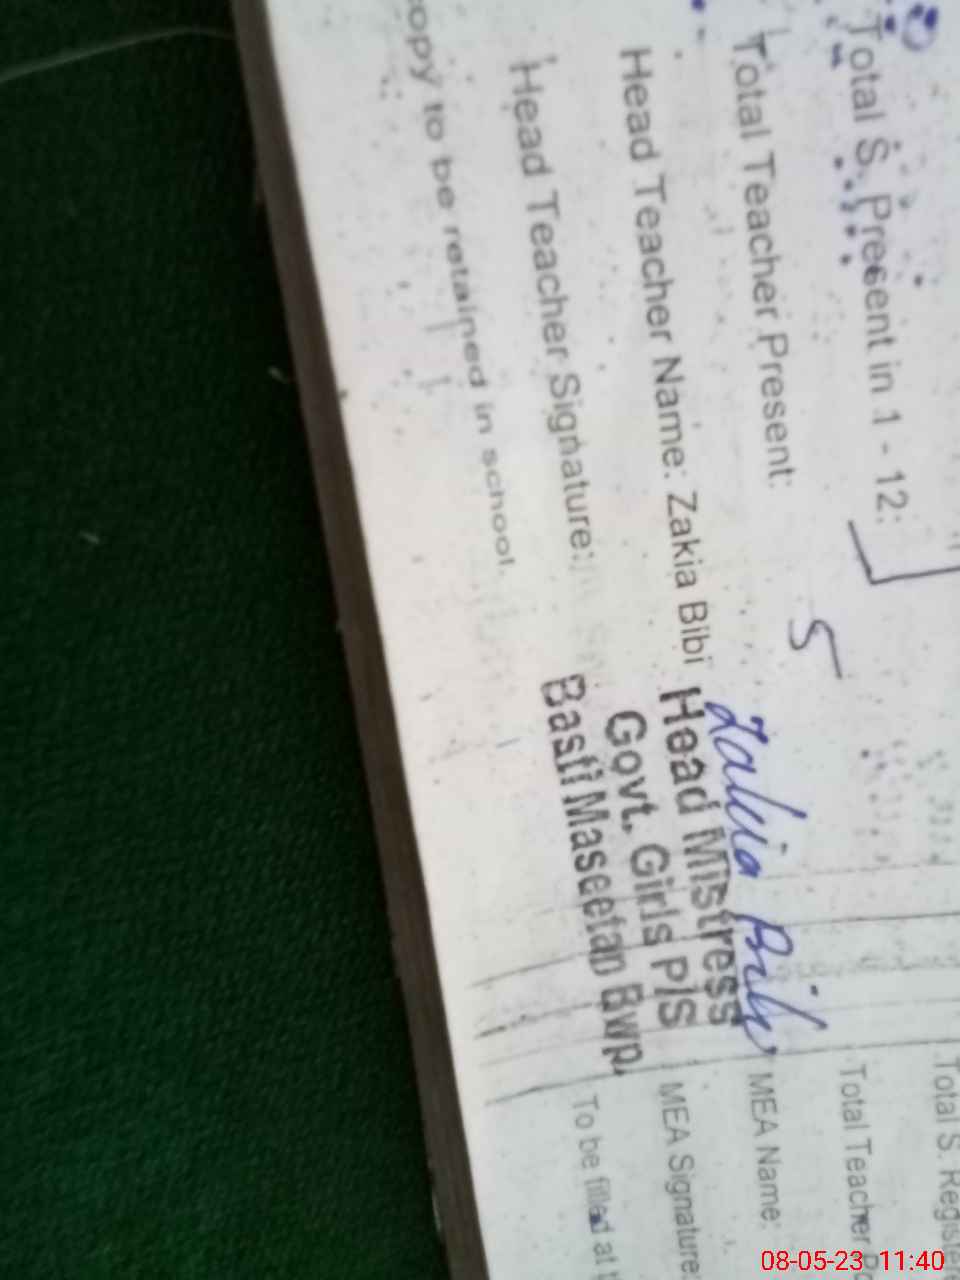 Total S. Present in 1 - 12:
Total Teacher Present: 5
Head Teacher Name: Zakia Bibi
Zakia Bibi
Head Teacher Signature:
Head Mistress
Govt. Girls P/S
Basti Maseetan Bwp.
copy to be retained in school.
Total S.
Total Teacher
MEA Name:
MEA Signature:
To be filled at
08-05-23 11:40